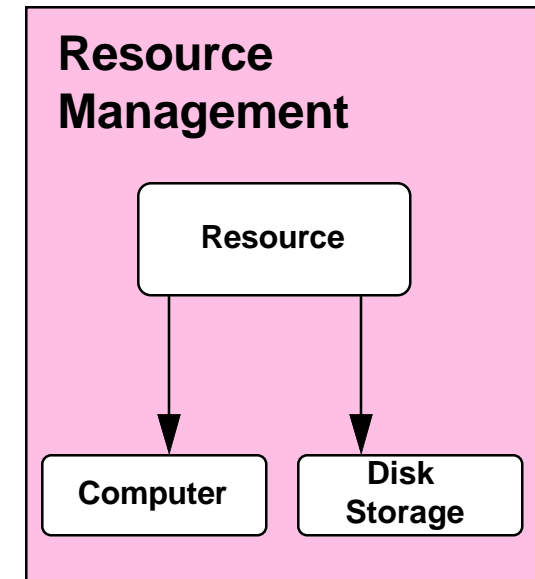 Resource
Management
Resource
Computer
Disk
Storage